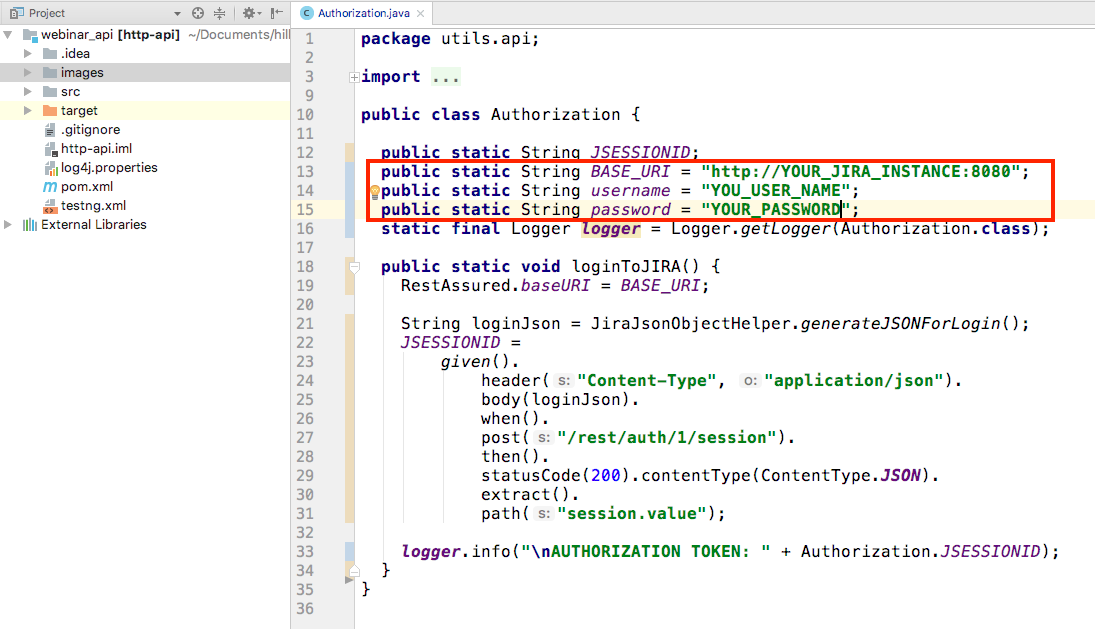 Project
Authorization.java
webinar_api [http-api] ~/Documents/hill
.idea
images
src
target
.gitignore
http-api.iml
log4j.properties
pom.xml
testng.xml
External Libraries
1 package utils.api;
2
3 import ...
9
10 public class Authorization {
11
12 public static String JSESSIONID;
13 public static String BASE_URI = "http://YOUR_JIRA_INSTANCE:8080";
14 public static String username = "YOU_USER_NAME";
15 public static String password = "YOUR_PASSWORD";
16 static final Logger logger = Logger.getLogger(Authorization.class);
17
18 public static void loginToJIRA() {
19 RestAssured.baseURI = BASE_URI;
20
21 String loginJson = JiraJsonObjectHelper.generateJSONForLogin();
22 JSESSIONID =
23 given().
24 header( s: "Content-Type", o: "application/json").
25 body(loginJson).
26 when().
27 post( s: "/rest/auth/1/session").
28 then().
29 statusCode(200).contentType(ContentType.JSON).
30 extract().
31 path( s: "session.value");
32
33 logger.info("\nAUTHORIZATION TOKEN: " + Authorization.JSESSIONID);
34 }
35 }
36